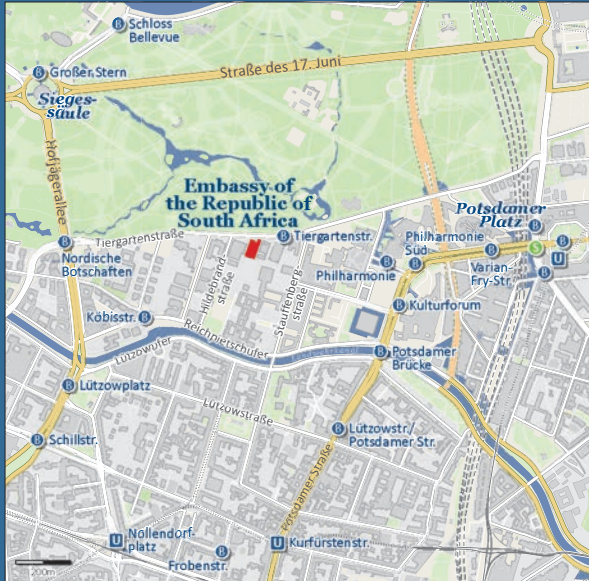 B Schloss
Bellevue
B Großer Stern
Straße des 17. Juni
Sieges-
säule
Hofjägerallee
Embassy of
the Republic of
South Africa
Potsdamer
Platz
B
B Tiergartenstr.
Tiergartenstraße
Philharmonie
Süd
B
B
S
B
U
B
Varian-
Fry-Str.
B
Nordische
Botschaften
Hildebrand-
straße
Stauffenberg-
straße
Philharmonie B
B Kulturforum
Köbisstr. B
Reichpietschufer
Lützowufer
B Potsdamer
Brücke
B Lützowplatz
Lützowstraße
B Schillstr.
B Lützowstr./
Potsdamer Str.
Potsdamer Straße
U Nollendorf-
platz
B
Frobenstr.
U Kurfürstenstr.
200m